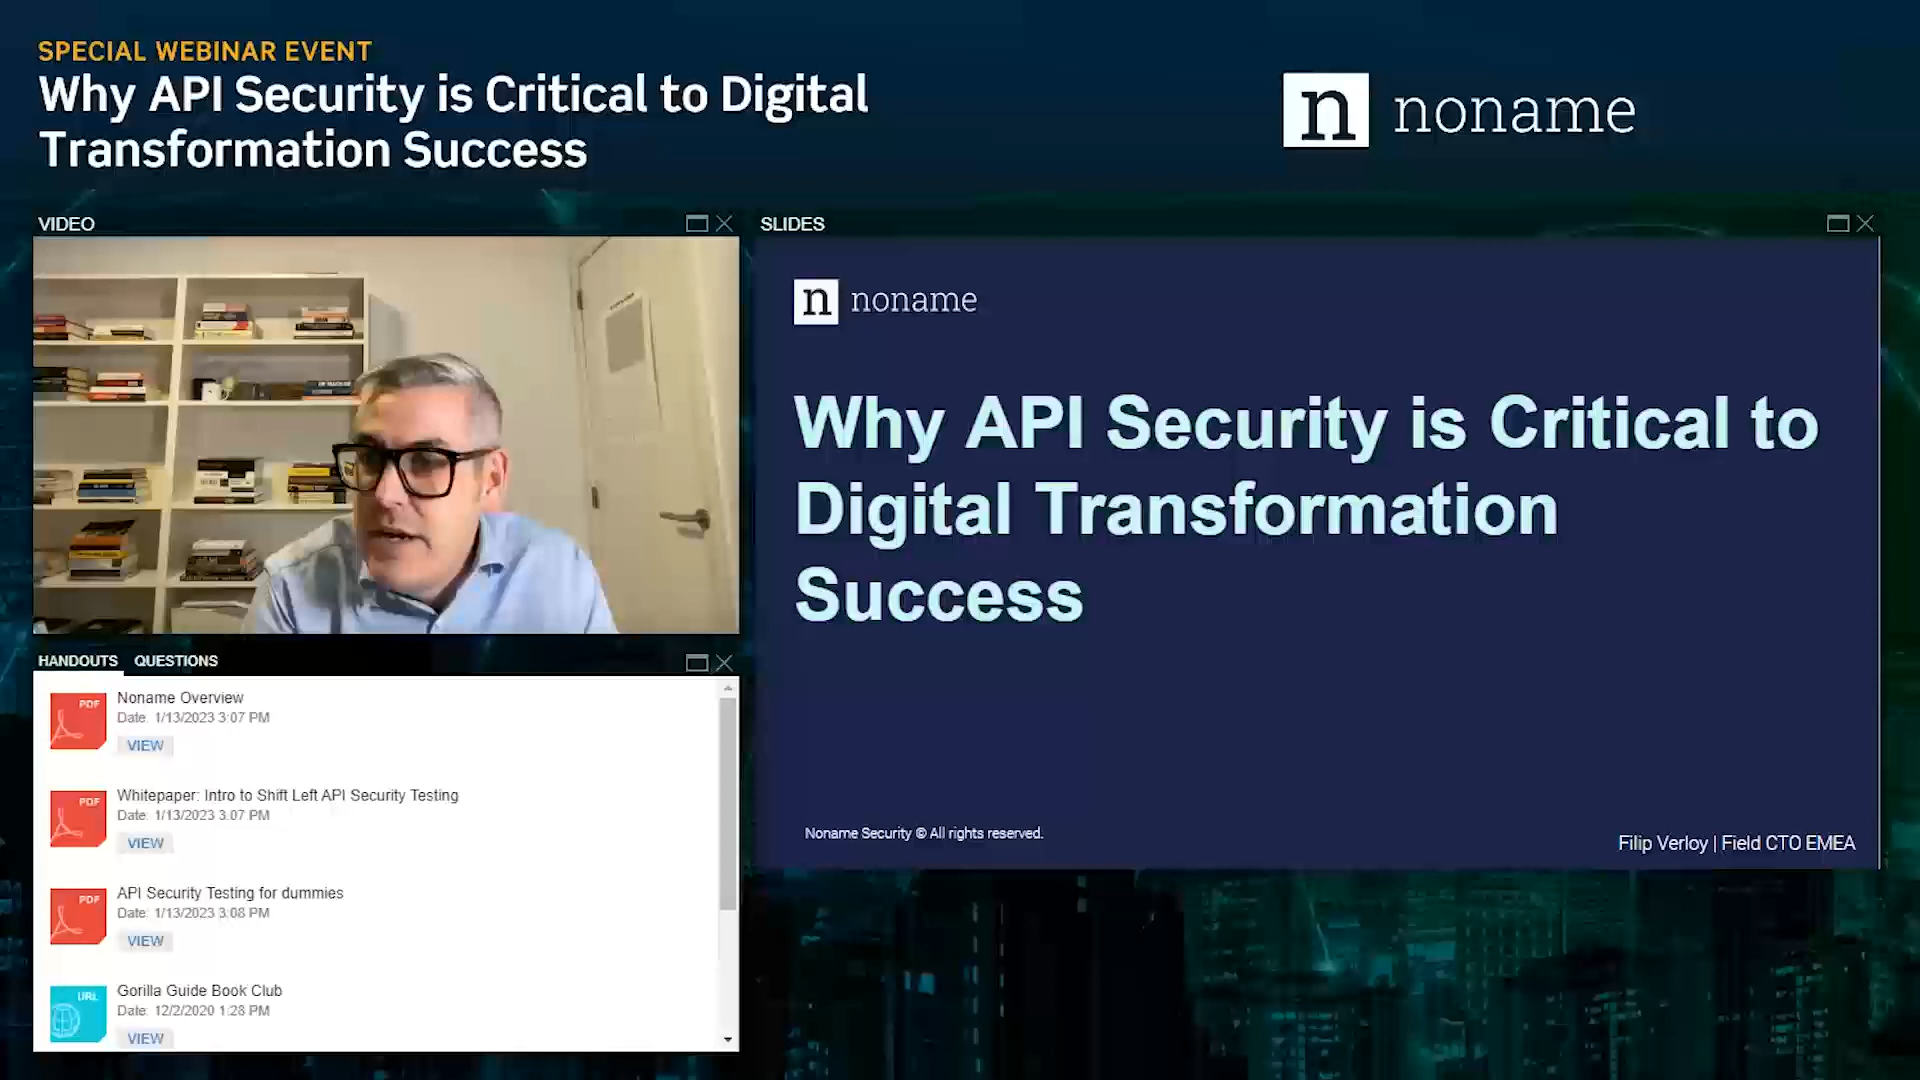 SPECIAL WEBINAR EVENT
Why API Security is Critical to Digital
Transformation Success
n noname
VIDEO
SLIDES
n noname
Why API Security is Critical to
Digital Transformation
Success
Noname Security © All rights reserved.
Filip Verloy | Field CTO EMEA
HANDOUTS QUESTIONS
PDF
Noname Overview
Date: 1/13/2023 3:07 PM
VIEW
PDF
Whitepaper: Intro to Shift Left API Security Testing
Date: 1/13/2023 3:07 PM
VIEW
PDF
API Security Testing for dummies
Date: 1/13/2023 3:08 PM
VIEW
URL
Gorilla Guide Book Club
Date: 12/2/2020 1:28 PM
VIEW